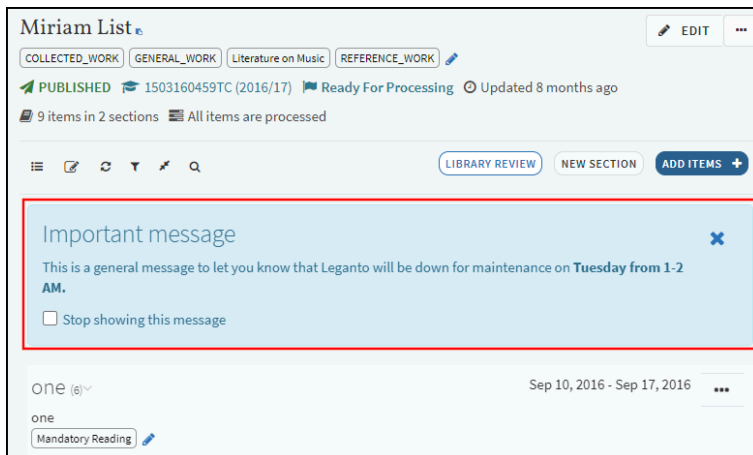 Miriam List
EDIT
COLLECTED_WORK GENERAL_WORK Literature on Music REFERENCE_WORK
PUBLISHED 1503160459TC (2016/17) Ready For Processing Updated 8 months ago
9 items in 2 sections All items are processed
LIBRARY REVIEW NEW SECTION ADD ITEMS +
Important message
This is a general message to let you know that Leganto will be down for maintenance on Tuesday from 1-2
AM.
Stop showing this message
one (6) Sep 10, 2016 - Sep 17, 2016
one
Mandatory Reading